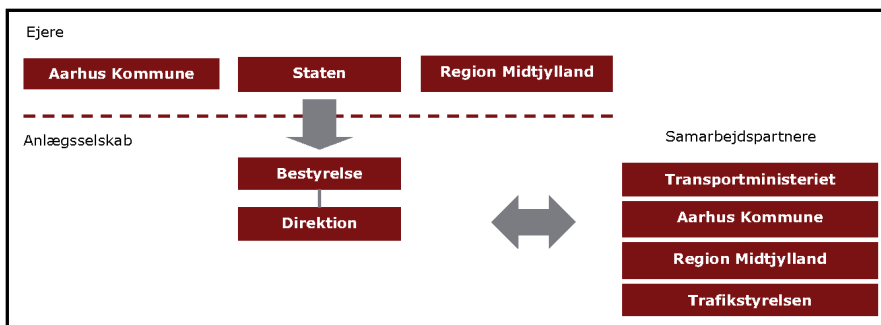 Ejere
Aarhus Kommune
Staten
Region Midtjylland
Anlægsselskab
Bestyrelse
Direktion
Samarbejdspartnere
Transportministeriet
Aarhus Kommune
Region Midtjylland
Trafikstyrelsen